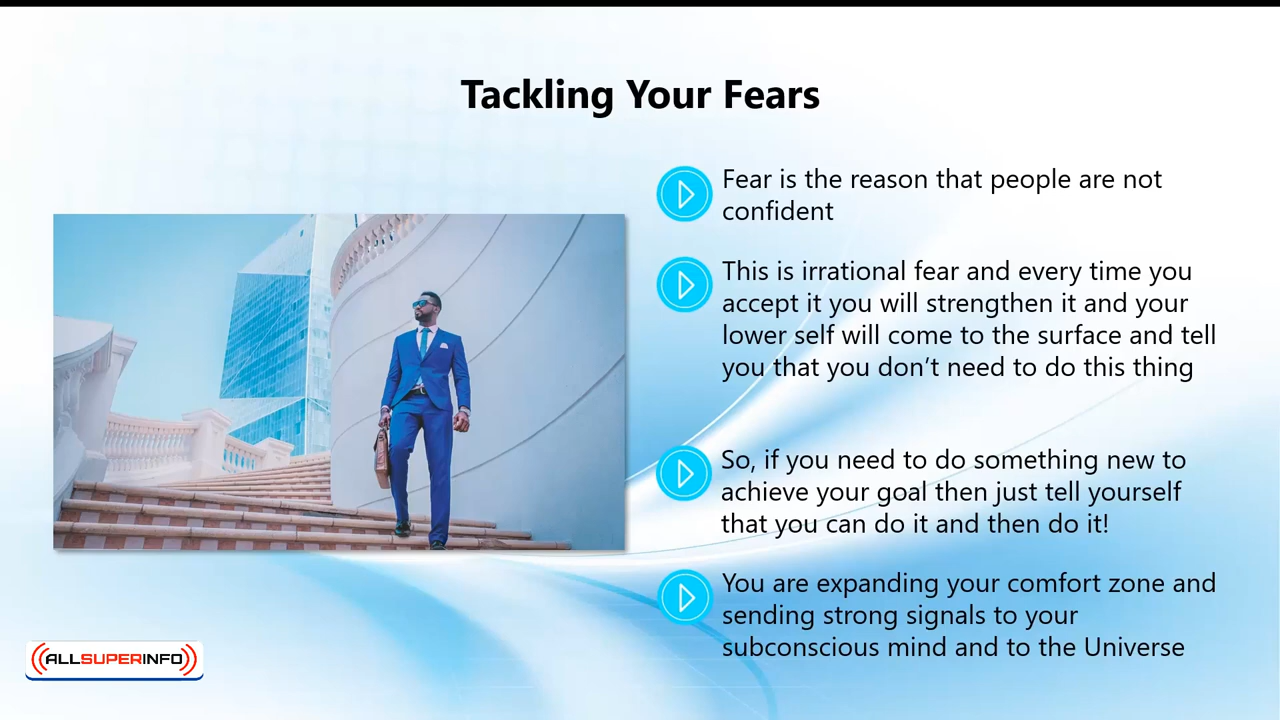 Tackling Your Fears
Fear is the reason that people are not
confident
This is irrational fear and every time you
accept it you will strengthen it and your
lower self will come to the surface and tell
you that you don’t need to do this thing
So, if you need to do something new to
achieve your goal then just tell yourself
that you can do it and then do it!
You are expanding your comfort zone and
sending strong signals to your
subconscious mind and to the Universe
ALLSUPERINFO